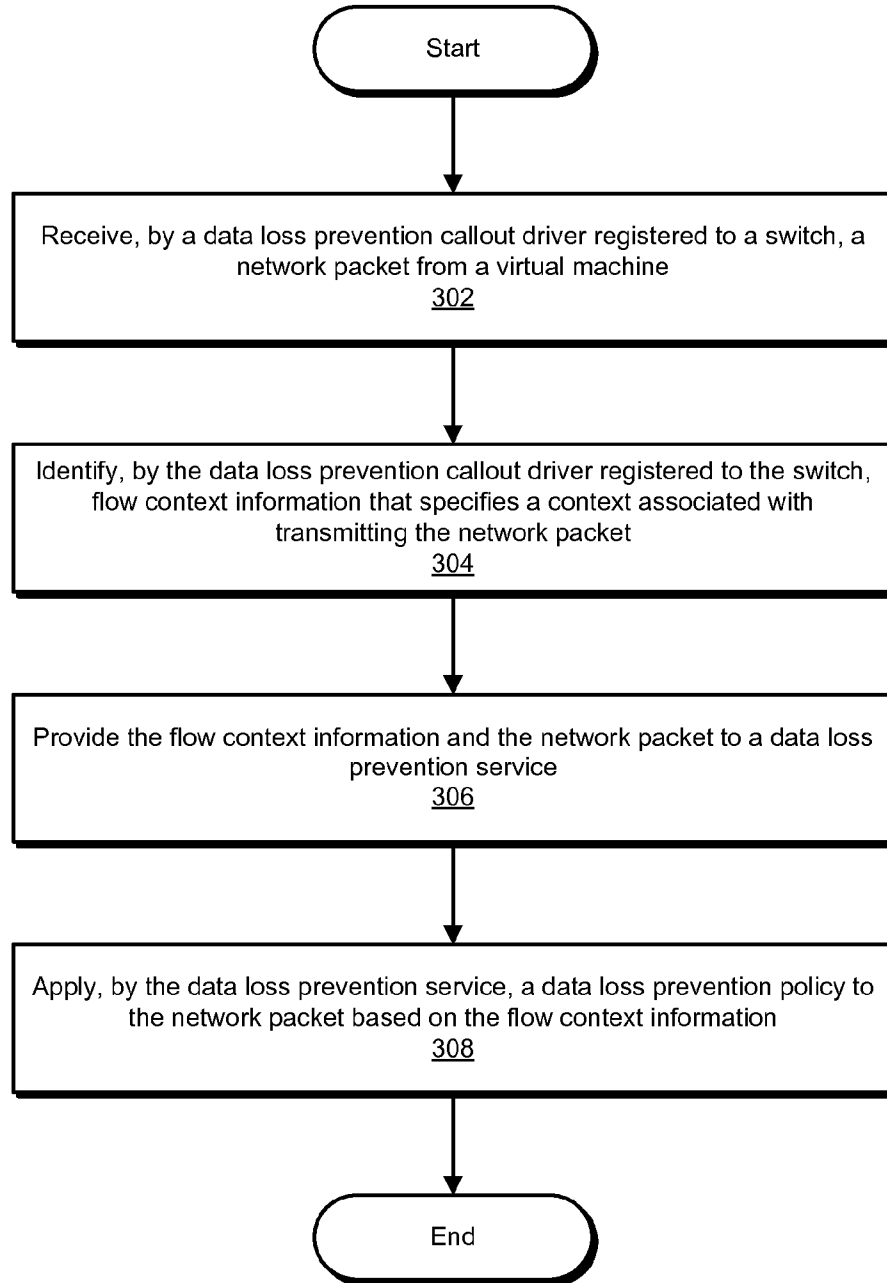 Start
Receive, by a data loss prevention callout driver registered to a switch, a
network packet from a virtual machine
302
Identify, by the data loss prevention callout driver registered to the switch,
flow context information that specifies a context associated with
transmitting the network packet
304
Provide the flow context information and the network packet to a data loss
prevention service
306
Apply, by the data loss prevention service, a data loss prevention policy to
the network packet based on the flow context information
308
End